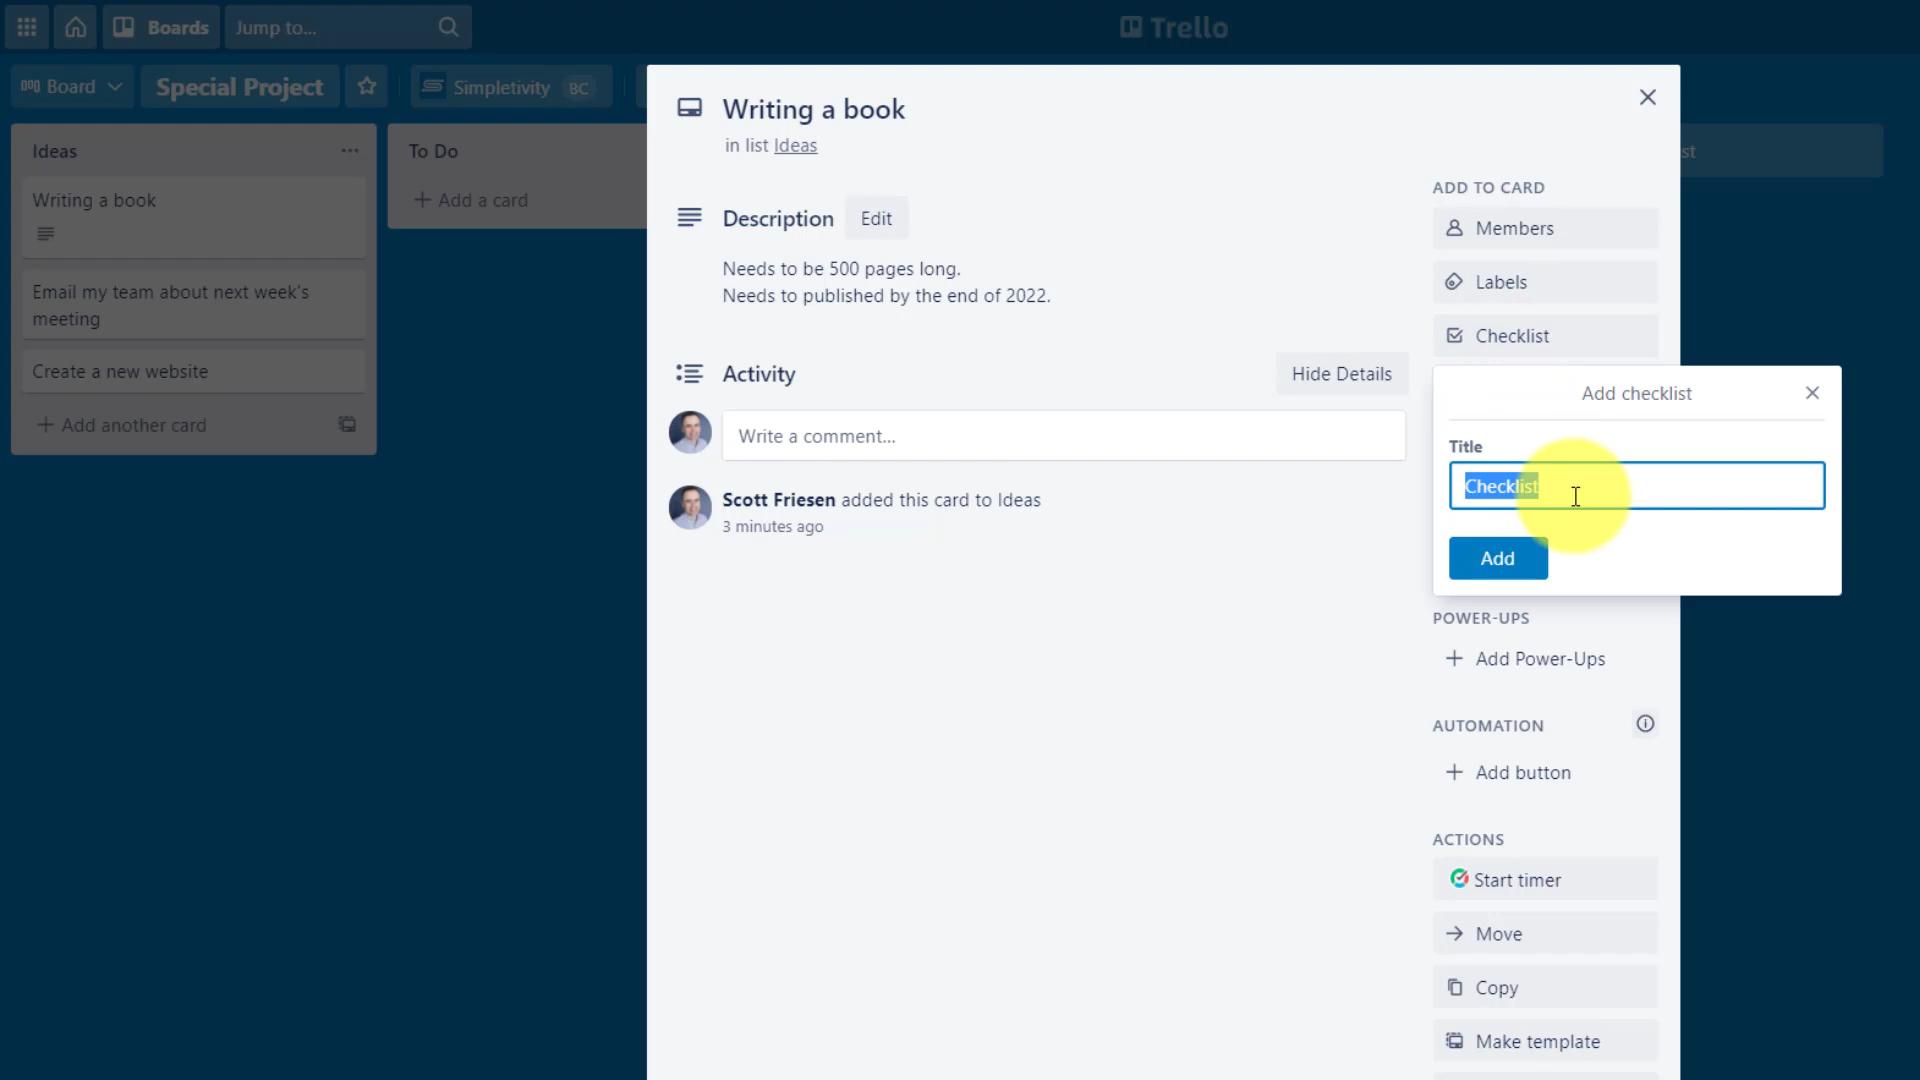 Boards
Jump to...
Trello
Board
Special Project
Simpletivity
BC
Ideas
Writing a book
Email my team about next week's
meeting
Create a new website
Add another card
To Do
Add a card
st
Writing a book
in list Ideas
Description
Edit
Needs to be 500 pages long.
Needs to published by the end of 2022.
Activity
Hide Details
Write a comment...
Scott Friesen added this card to Ideas
3 minutes ago
ADD TO CARD
Members
Labels
Checklist
Add checklist
Title
Checklist
Add
POWER-UPS
Add Power-Ups
AUTOMATION
Add button
ACTIONS
Start timer
Move
Copy
Make template